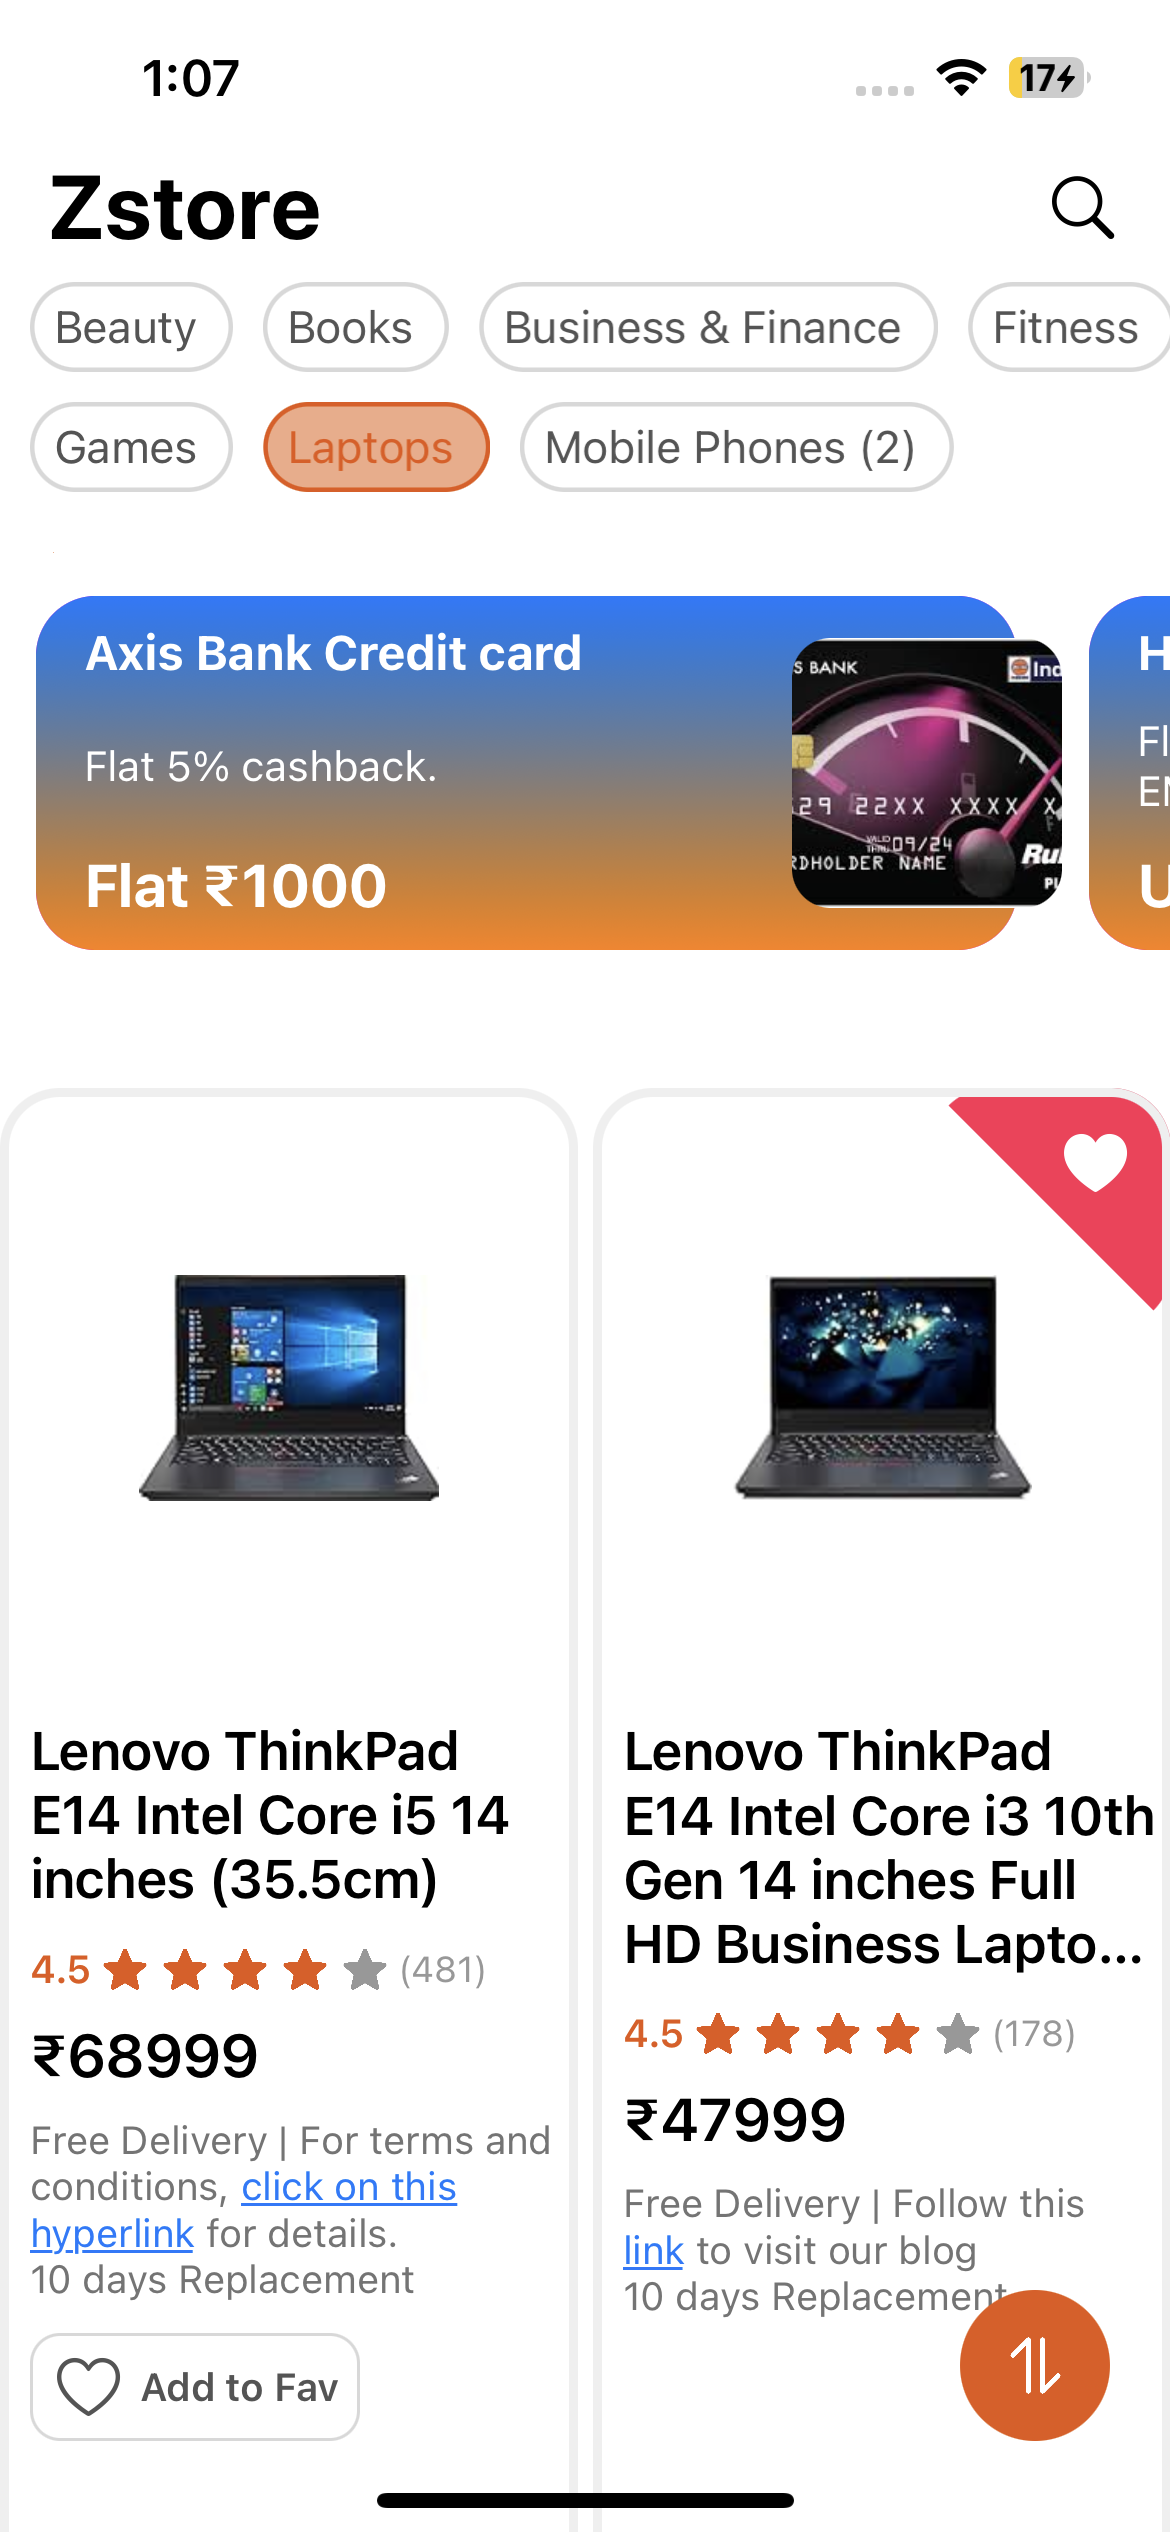 1:07
17
Zstore
Beauty
Books
Business & Finance
Fitness
Games
Laptops
Mobile Phones (2)
Axis Bank Credit card
Flat 5% cashback.
Flat ₹1000
S BANK
Ind
29 22XX XXXX X
VALID THRU 09/24
RDHOLDER NAME
Ru
PL
H
Fl
EM
U
Lenovo ThinkPad
E14 Intel Core i5 14
inches (35.5cm)
4.5
(481)
₹68999
Free Delivery | For terms and
conditions, click on this
hyperlink for details.
10 days Replacement
Add to Fav
Lenovo ThinkPad
E14 Intel Core i3 10th
Gen 14 inches Full
HD Business Lapto...
4.5
(178)
₹47999
Free Delivery | Follow this
link to visit our blog
10 days Replacement